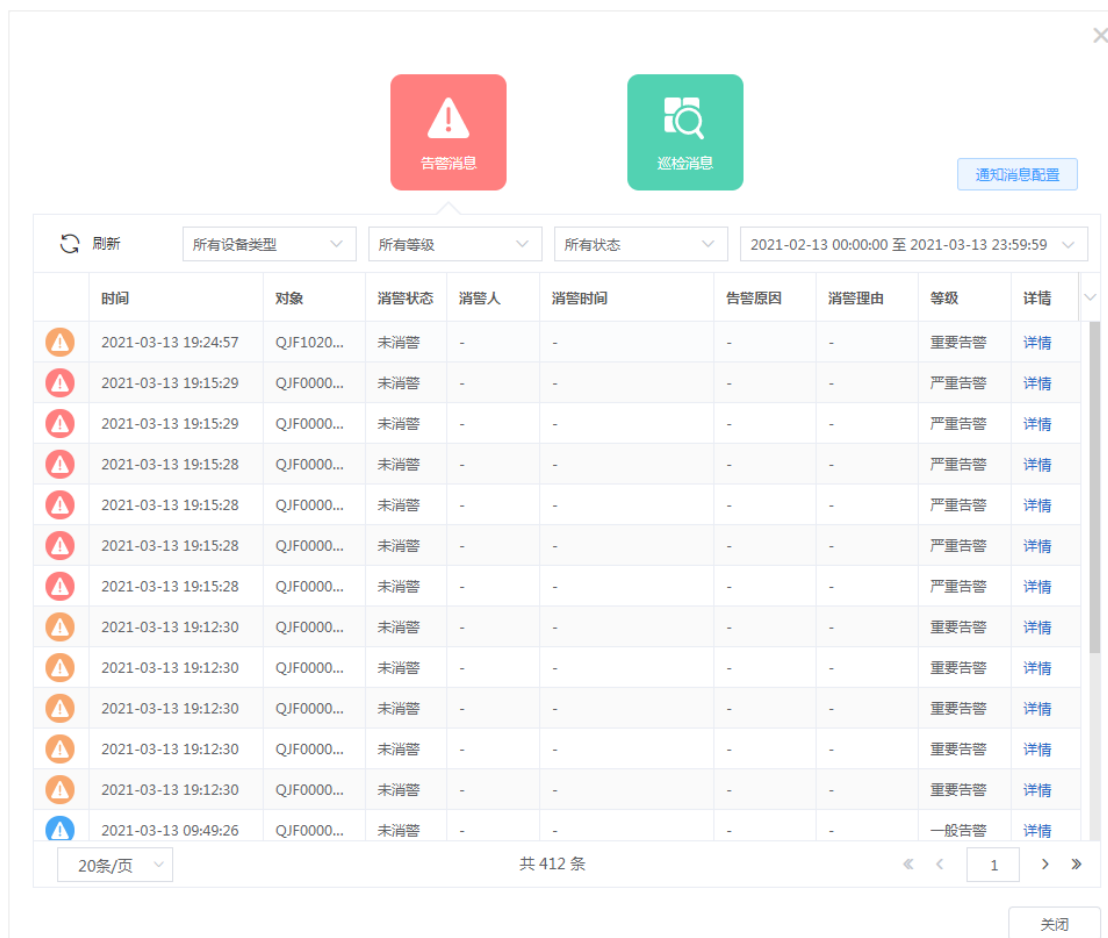 告警消息 巡检消息
通知消息配置
刷新 所有设备类型 所有等级 所有状态 2021-02-13 00:00:00 至 2021-03-13 23:59:59
时间 对象 消警状态 消警人 消警时间 告警原因 消警理由 等级 详情
2021-03-13 19:24:57 QJF1020... 未消警 - - - - 重要告警 详情
2021-03-13 19:15:29 QJF0000... 未消警 - - - - 严重告警 详情
2021-03-13 19:15:29 QJF0000... 未消警 - - - - 严重告警 详情
2021-03-13 19:15:28 QJF0000... 未消警 - - - - 严重告警 详情
2021-03-13 19:15:28 QJF0000... 未消警 - - - - 严重告警 详情
2021-03-13 19:15:28 QJF0000... 未消警 - - - - 严重告警 详情
2021-03-13 19:15:28 QJF0000... 未消警 - - - - 严重告警 详情
2021-03-13 19:12:30 QJF0000... 未消警 - - - - 重要告警 详情
2021-03-13 19:12:30 QJF0000... 未消警 - - - - 重要告警 详情
2021-03-13 19:12:30 QJF0000... 未消警 - - - - 重要告警 详情
2021-03-13 19:12:30 QJF0000... 未消警 - - - - 重要告警 详情
2021-03-13 19:12:30 QJF0000... 未消警 - - - - 重要告警 详情
2021-03-13 09:49:26 QJF0000... 未消警 - - - - 一般告警 详情
20条/页 共 412 条 1
关闭